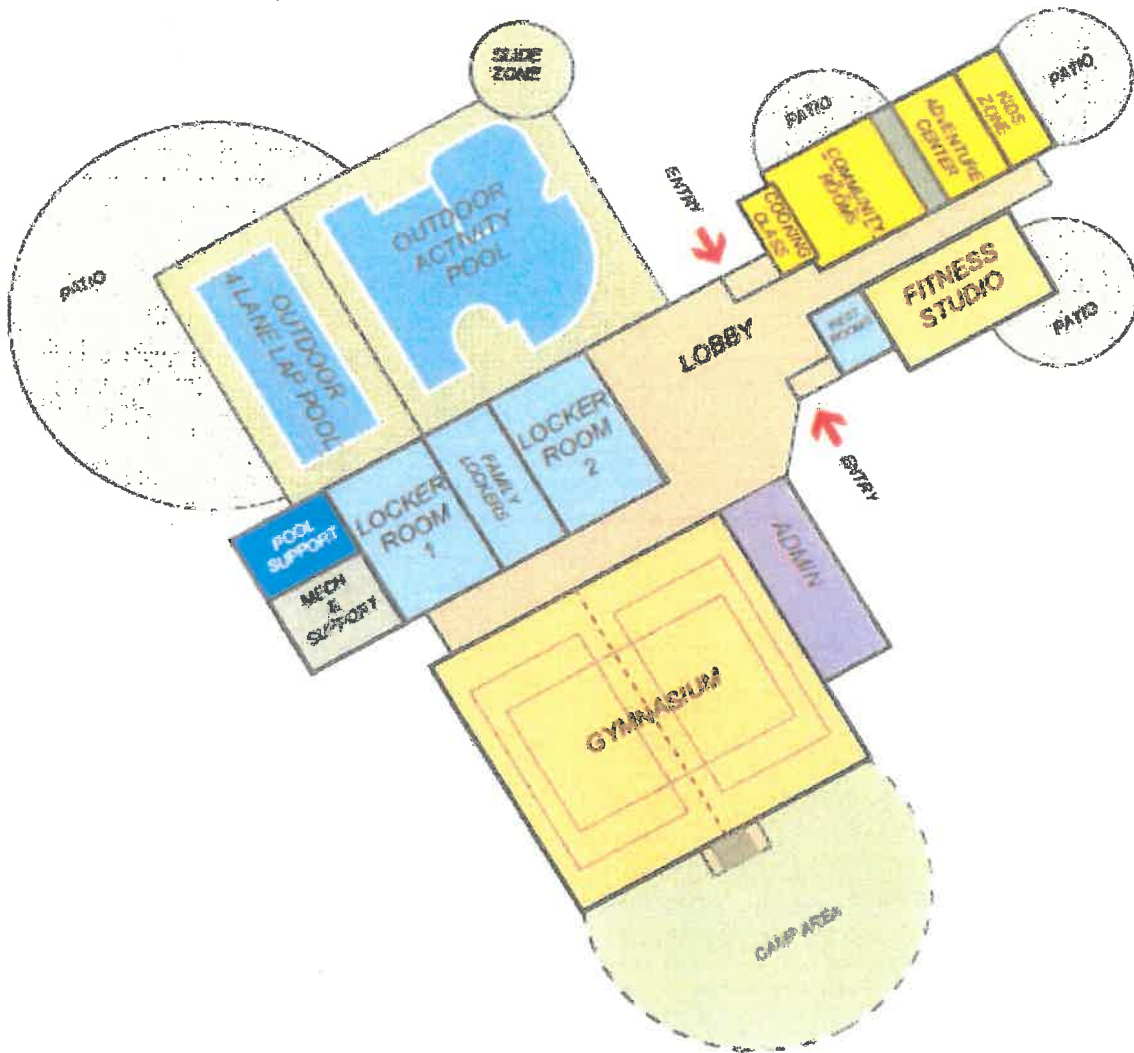 SLIDE
ZONE
PATIO
PATIO
KIDS
ZONE
ADVENTURE
CENTER
COMMUNITY
ROOMS
COOKING
CLASS
ENTRY
OUTDOOR
ACTIVITY
POOL
PATIO
OUTDOOR
4 LANE LAP POOL
FITNESS
STUDIO
PATIO
REST
ROOMS
LOBBY
ENTRY
LOCKER
ROOM
2
FAMILY
LOCKERS
LOCKER
ROOM
1
POOL
SUPPORT
MECH
&
SUPPORT
ADMIN
GYMNASIUM
CAMP AREA